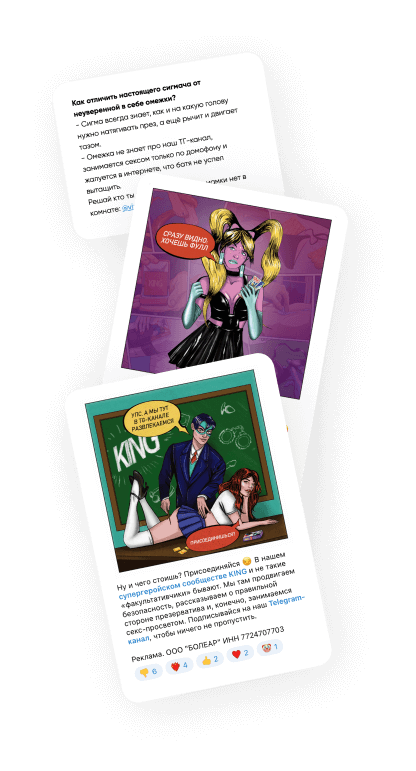 Как отличить настоящего сигмача от
неуверенной в себе омежки?
- Сигма всегда знает, как и на какую голову
нужно натягивать през, а ещё рычит и двигает
тазом.
- Омежка не знает про наш ТГ-канал,
занимается сексом только по домофону и
жалуется в интернете, что батя не успел
вытащить.
Решай кто ты
мамки нет в
комнате:
СРАЗУ ВИДНО,
ХОЧЕШЬ ФУЛЛ
УПС, А МЫ ТУТ
В ТG-КАНАЛЕ
РАЗВЛЕКАЕМСЯ
KING
ПРИСОЕДИНИШЬСЯ?
Ну и чего стоишь? Присоединяйся 😏 В нашем
супергеройском сообществе KING и не такие
«факультативчики» бывают. Мы там продвигаем
безопасность, рассказываем о правильной
стороне презерватива и, конечно, занимаемся
секс-просветом. Подписывайся на наш Telegram-
канал, чтобы ничего не пропустить.
Реклама. ООО "БОЛЕАР" ИНН 7724707703
👎 6 4 👍 2 ❤️ 2 🤡 1